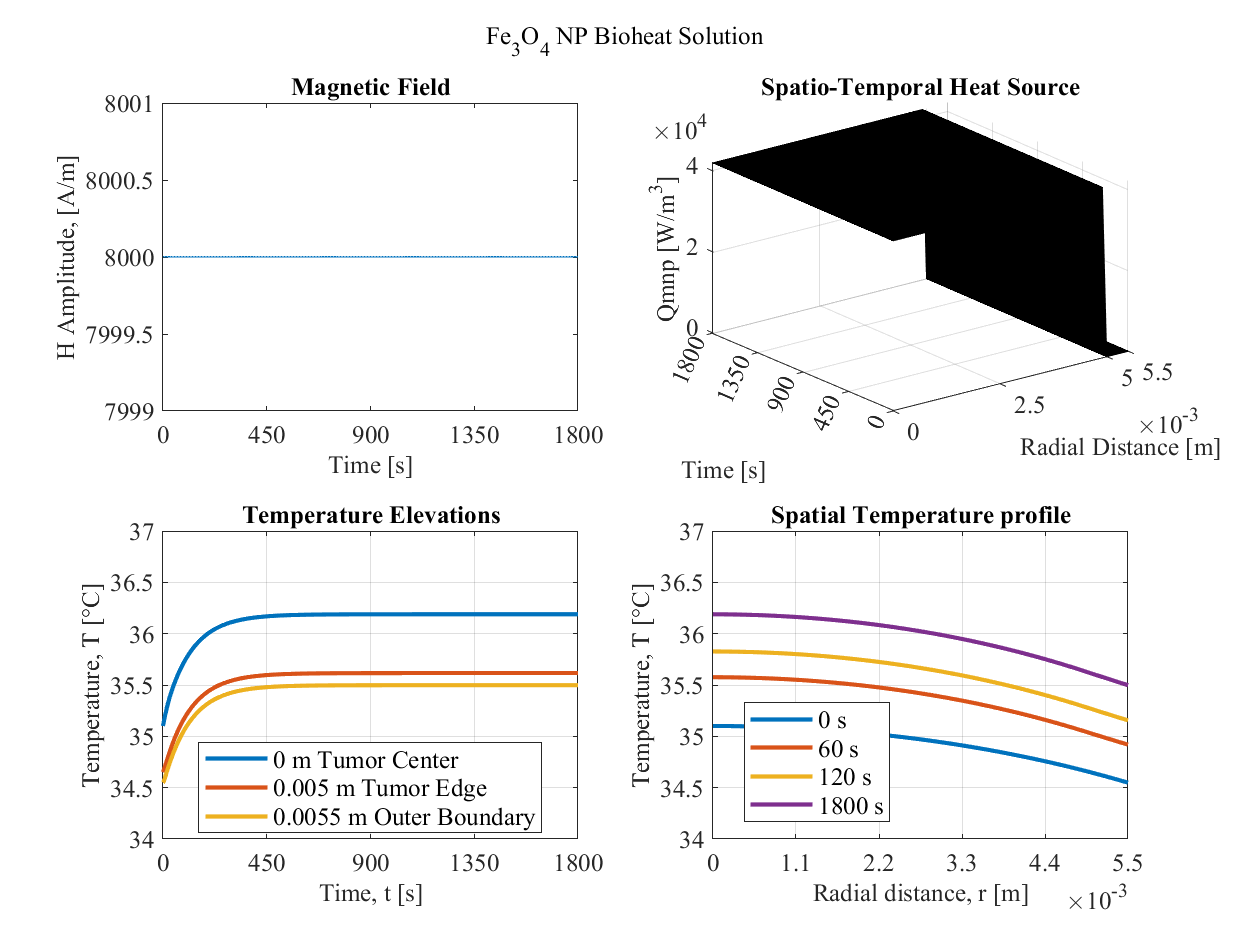 Fe3O4 NP Bioheat Solution
Magnetic Field
8001
8000.5
8000
7999.5
7999
H Amplitude, [A/m]
0 450 900 1350 1800
Time [s]
Spatio-Temporal Heat Source
×10^4
4
2
0
Qmnp [W/m^3]
1800
1350
900
450
0
Time [s]
0
2.5
5
5.5
×10^-3
Radial Distance [m]
Temperature Elevations
37
36.5
36
35.5
35
34.5
34
Temperature, T [°C]
0 m Tumor Center
0.005 m Tumor Edge
0.0055 m Outer Boundary
0 450 900 1350 1800
Time, t [s]
Spatial Temperature profile
37
36.5
36
35.5
35
34.5
34
Temperature, T [°C]
0 s
60 s
120 s
1800 s
0 1.1 2.2 3.3 4.4 5.5
Radial distance, r [m]
×10^-3